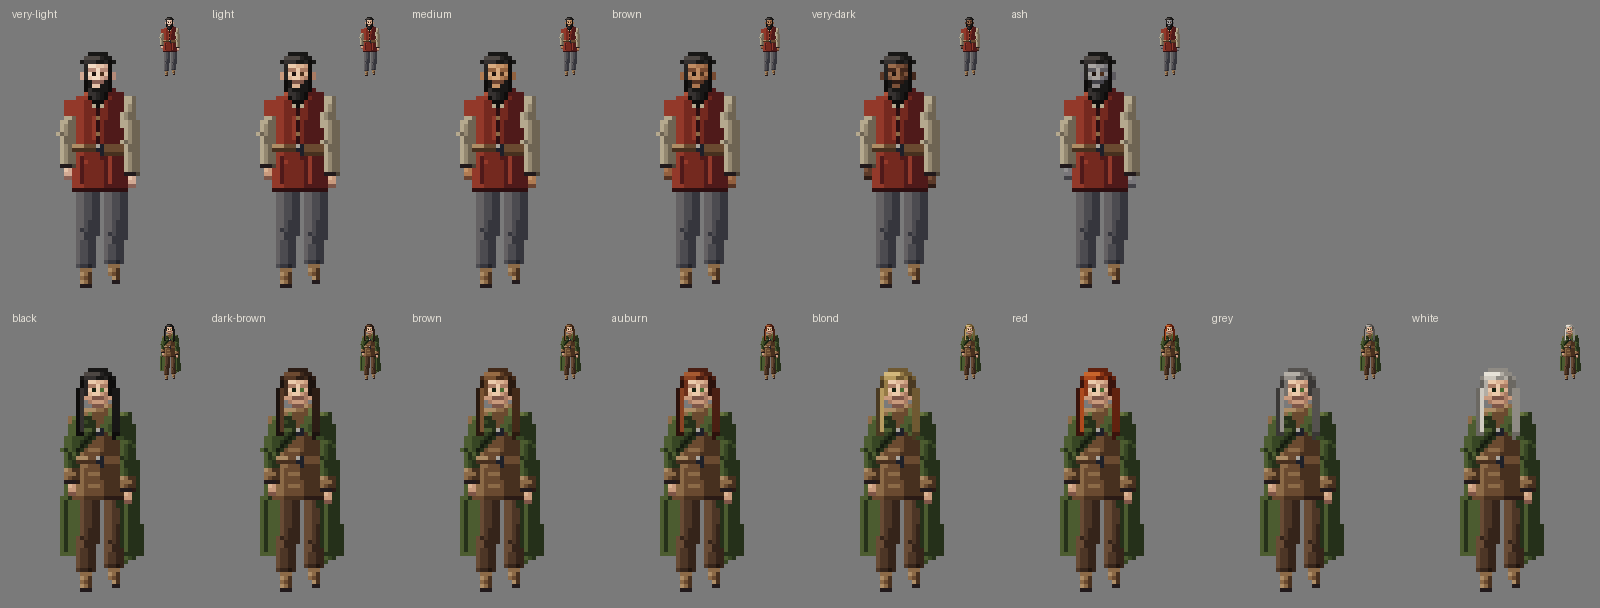 very-light light medium brown very-dark ash
black dark-brown brown auburn blond red grey white